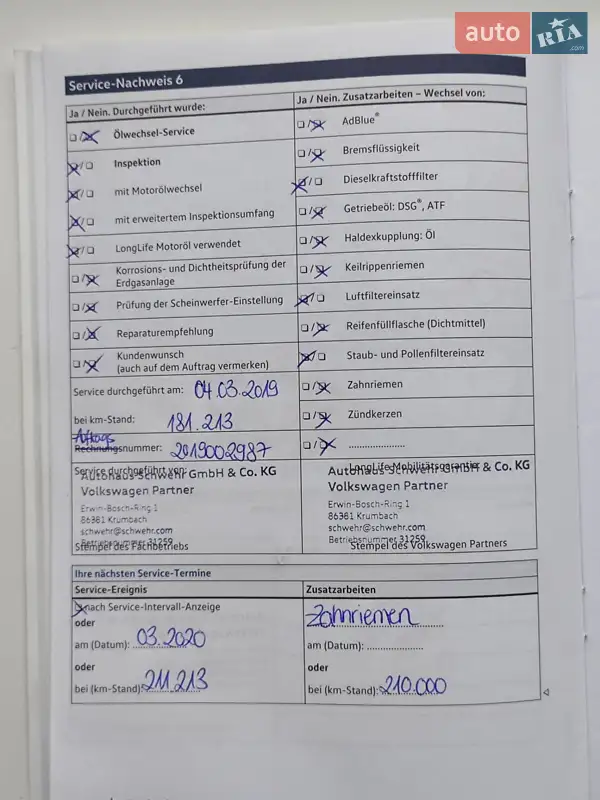 auto RIA .com
Service-Nachweis 6
Ja / Nein. Durchgeführt wurde:
☐/☒ Ölwechsel-Service
☒/☐ Inspektion
☒/☐ mit Motorölwechsel
☒/☐ mit erweitertem Inspektionsumfang
☒/☐ LongLife Motoröl verwendet
☐/☒ Korrosions- und Dichtheitsprüfung der
Erdgasanlage
☐/☒ Prüfung der Scheinwerfer-Einstellung
☐/☒ Reparaturempfehlung
☐/☒ Kundenwunsch
(auch auf dem Auftrag vermerken)
Service durchgeführt am: 04.03.2019
bei km-Stand: 181.213
Auftrags
Rechnungsnummer: 2019002987
Service durchgeführt von:
Autohaus Schwehr GmbH & Co. KG
Volkswagen Partner
Erwin-Bosch-Ring 1
86381 Krumbach
schwehr@schwehr.com
Betriebsnummer 31259
Stempel des Fachbetriebs
Ja / Nein. Zusatzarbeiten – Wechsel von:
☐/☒ AdBlue®
☐/☒ Bremsflüssigkeit
☒/☐ Dieselkraftstofffilter
☐/☒ Getriebeöl: DSG®, ATF
☐/☒ Haldexkupplung: Öl
☐/☒ Keilrippenriemen
☒/☐ Luftfiltereinsatz
☐/☒ Reifenfüllflasche (Dichtmittel)
☒/☐ Staub- und Pollenfiltereinsatz
☐/☒ Zahnriemen
☐/☒ Zündkerzen
☐/☒ ....................
LongLife-Mobilitätsgarantie
Autohaus Schwehr GmbH & Co. KG
Volkswagen Partner
Erwin-Bosch-Ring 1
86381 Krumbach
schwehr@schwehr.com
Betriebsnummer 31259
Stempel des Volkswagen Partners
Ihre nächsten Service-Termine
Service-Ereignis
☒ nach Service-Intervall-Anzeige
oder
am (Datum): 03.2020
oder
bei (km-Stand): 211.213
Zusatzarbeiten
Zahnriemen
am (Datum): ....................
oder
bei (km-Stand): 210.000